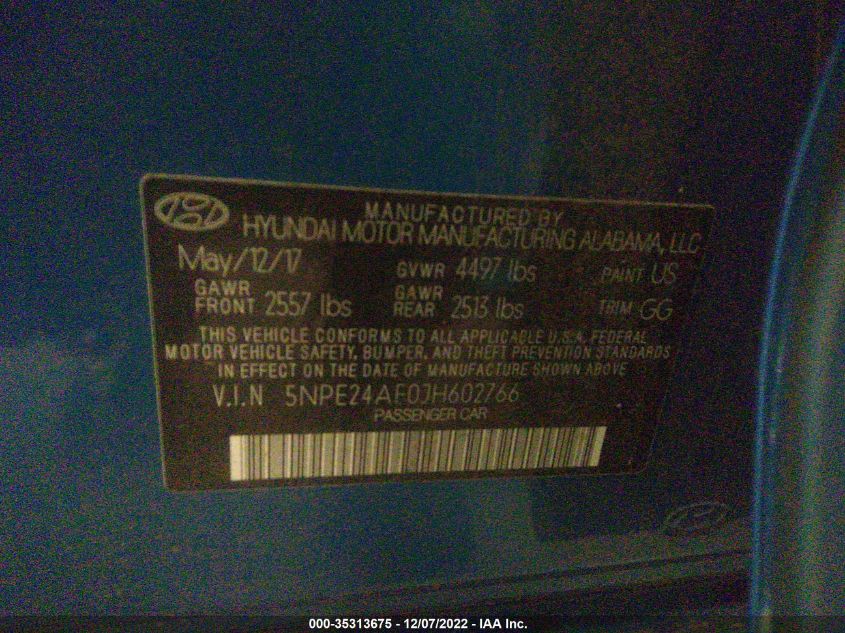 MANUFACTURED BY
HYUNDAI MOTOR MANUFACTURING ALABAMA, LLC
May/12/17 GVWR 4497 lbs PAINT US
GAWR FRONT 2557 lbs GAWR REAR 2513 lbs TRIM GG
THIS VEHICLE CONFORMS TO ALL APPLICABLE U.S.A. FEDERAL
MOTOR VEHICLE SAFETY, BUMPER, AND THEFT PREVENTION STANDARDS
IN EFFECT ON THE DATE OF MANUFACTURE SHOWN ABOVE
V.I.N 5NPE24AF0JH602766
PASSENGER CAR
000-35313675 - 12/07/2022 - IAA Inc.